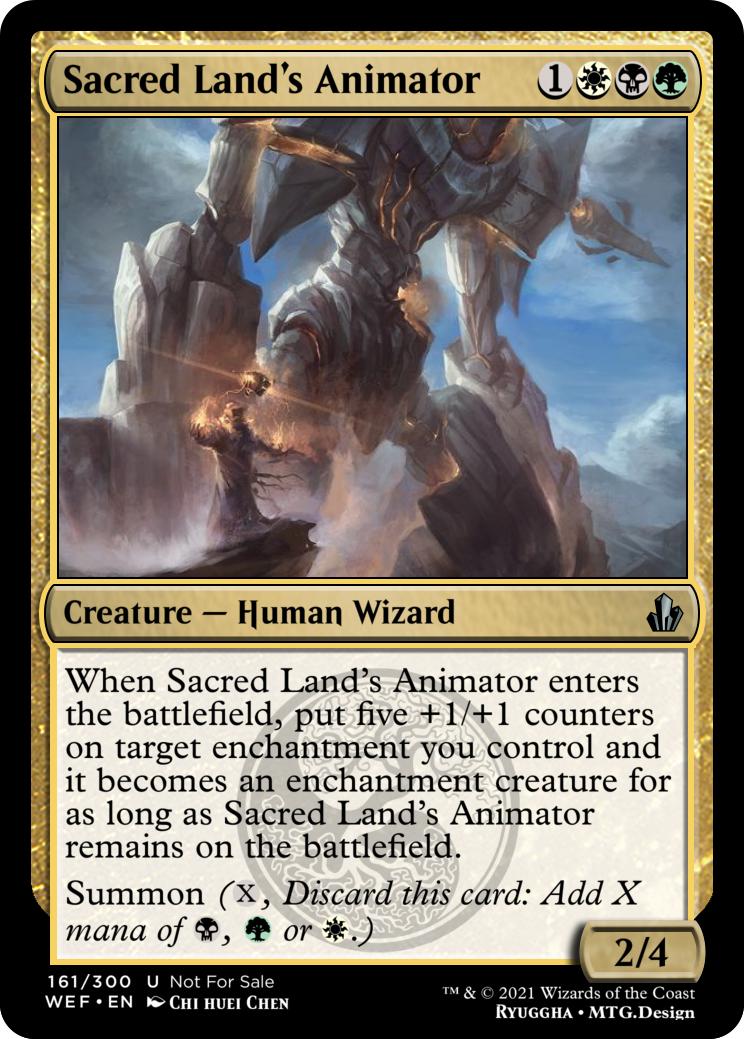 Sacred Land's Animator 1
Creature — Human Wizard
When Sacred Land's Animator enters
the battlefield, put five +1/+1 counters
on target enchantment you control and
it becomes an enchantment creature for
as long as Sacred Land's Animator
remains on the battlefield.
Summon (X, Discard this card: Add X
mana of , or .)
2/4
161/300 U Not For Sale
WEF • EN Chi Huei Chen
™ & © 2021 Wizards of the Coast
Ryuggha • MTG.Design